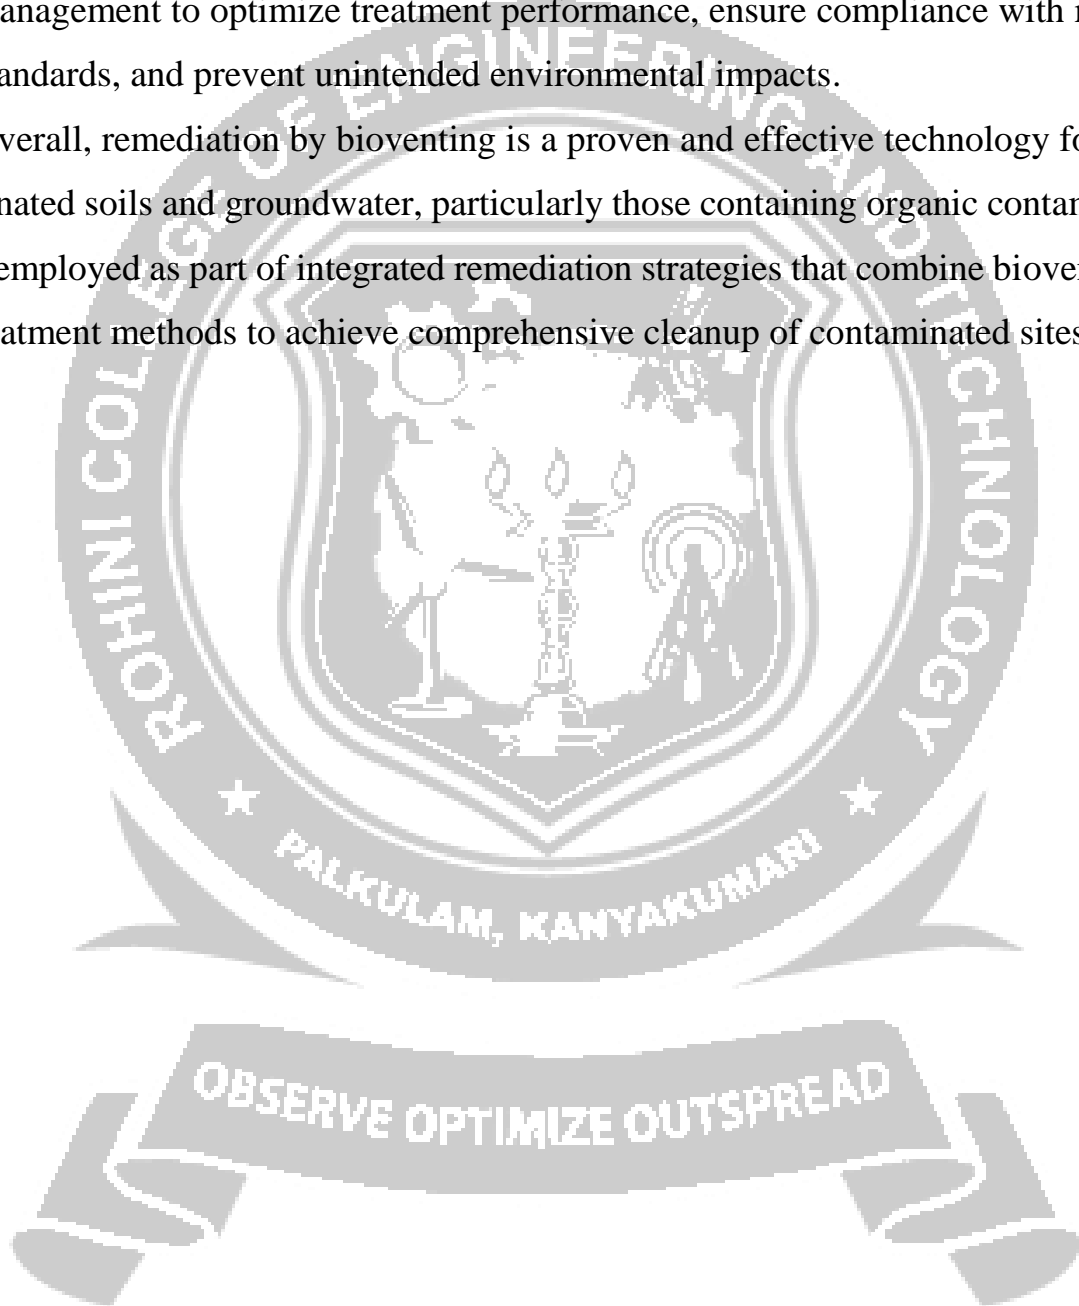 anagement to optimize treatment performance, ensure compliance with
andards, and prevent unintended environmental impacts.
verall, remediation by bioventing is a proven and effective technology fo
nated soils and groundwater, particularly those containing organic contar
employed as part of integrated remediation strategies that combine biove
eatment methods to achieve comprehensive cleanup of contaminated sites
ROHINI COLLEGE OF ENGINEERING AND TECHNOLOGY
PALKULAM, KANYAKUMARI
OBSERVE OPTIMIZE OUTSPREAD